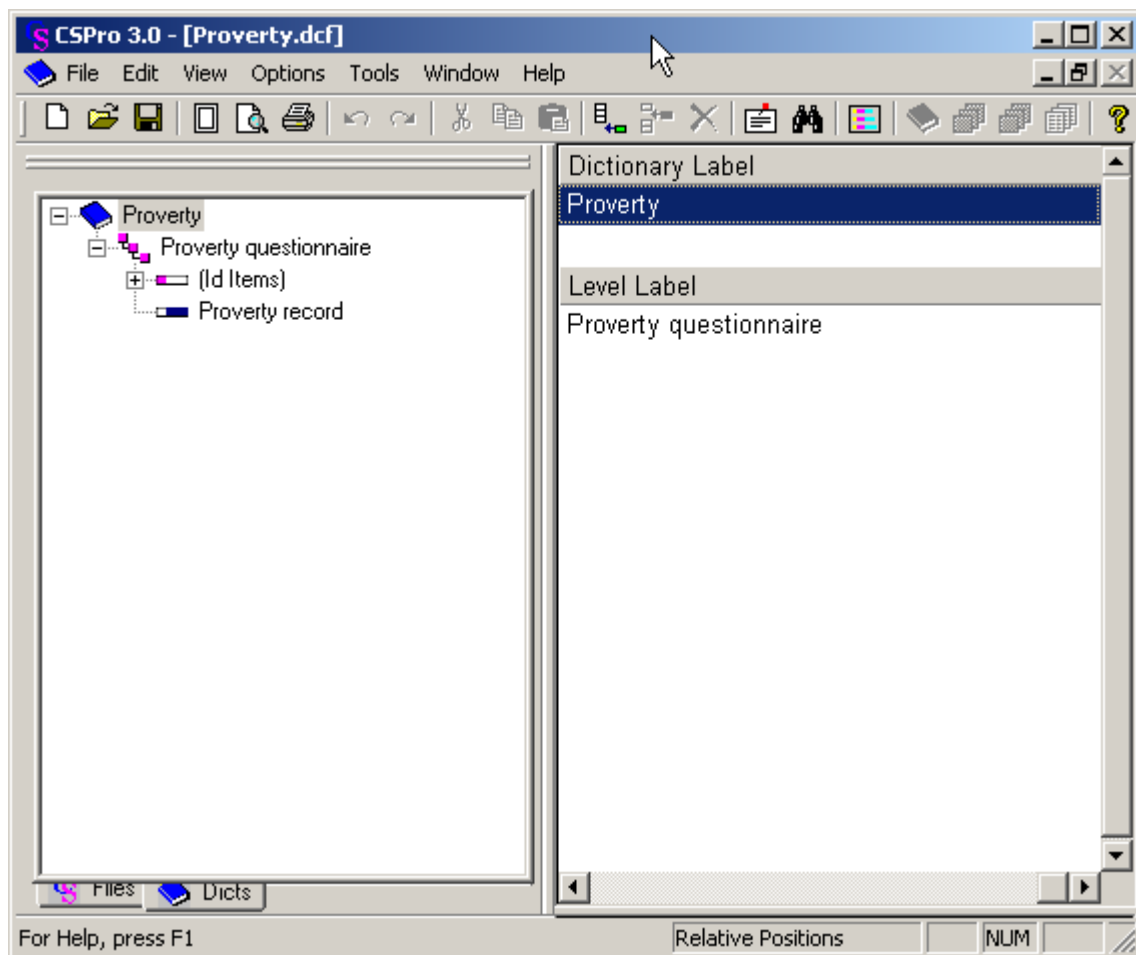 CSPro 3.0 - [Proverty.dcf]
File Edit View Options Tools Window Help
Proverty
Proverty questionnaire
(Id Items)
Proverty record
Files Dicts
Dictionary Label
Proverty
Level Label
Proverty questionnaire
For Help, press F1 Relative Positions NUM